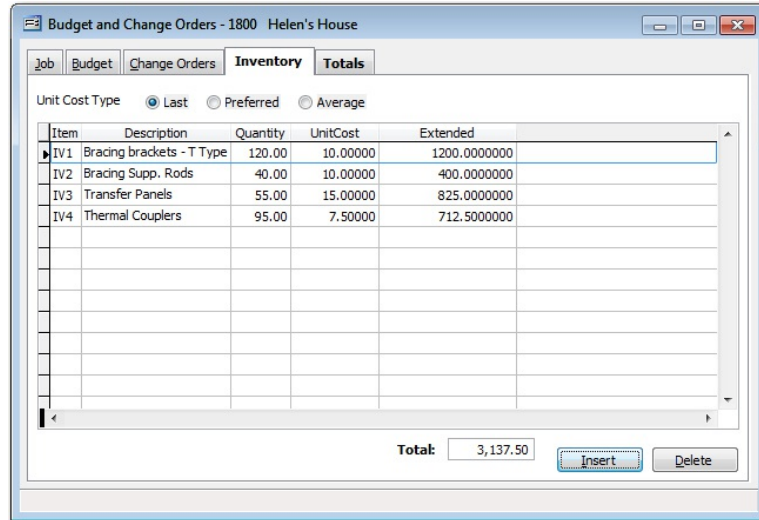 Budget and Change Orders - 1800 Helen's House
Job Budget Change Orders Inventory Totals
Unit Cost Type Last Preferred Average
Item Description Quantity UnitCost Extended
IV1 Bracing brackets - T Type 120.00 10.00000 1200.0000000
IV2 Bracing Supp. Rods 40.00 10.00000 400.0000000
IV3 Transfer Panels 55.00 15.00000 825.0000000
IV4 Thermal Couplers 95.00 7.50000 712.5000000
Total: 3,137.50 Insert Delete